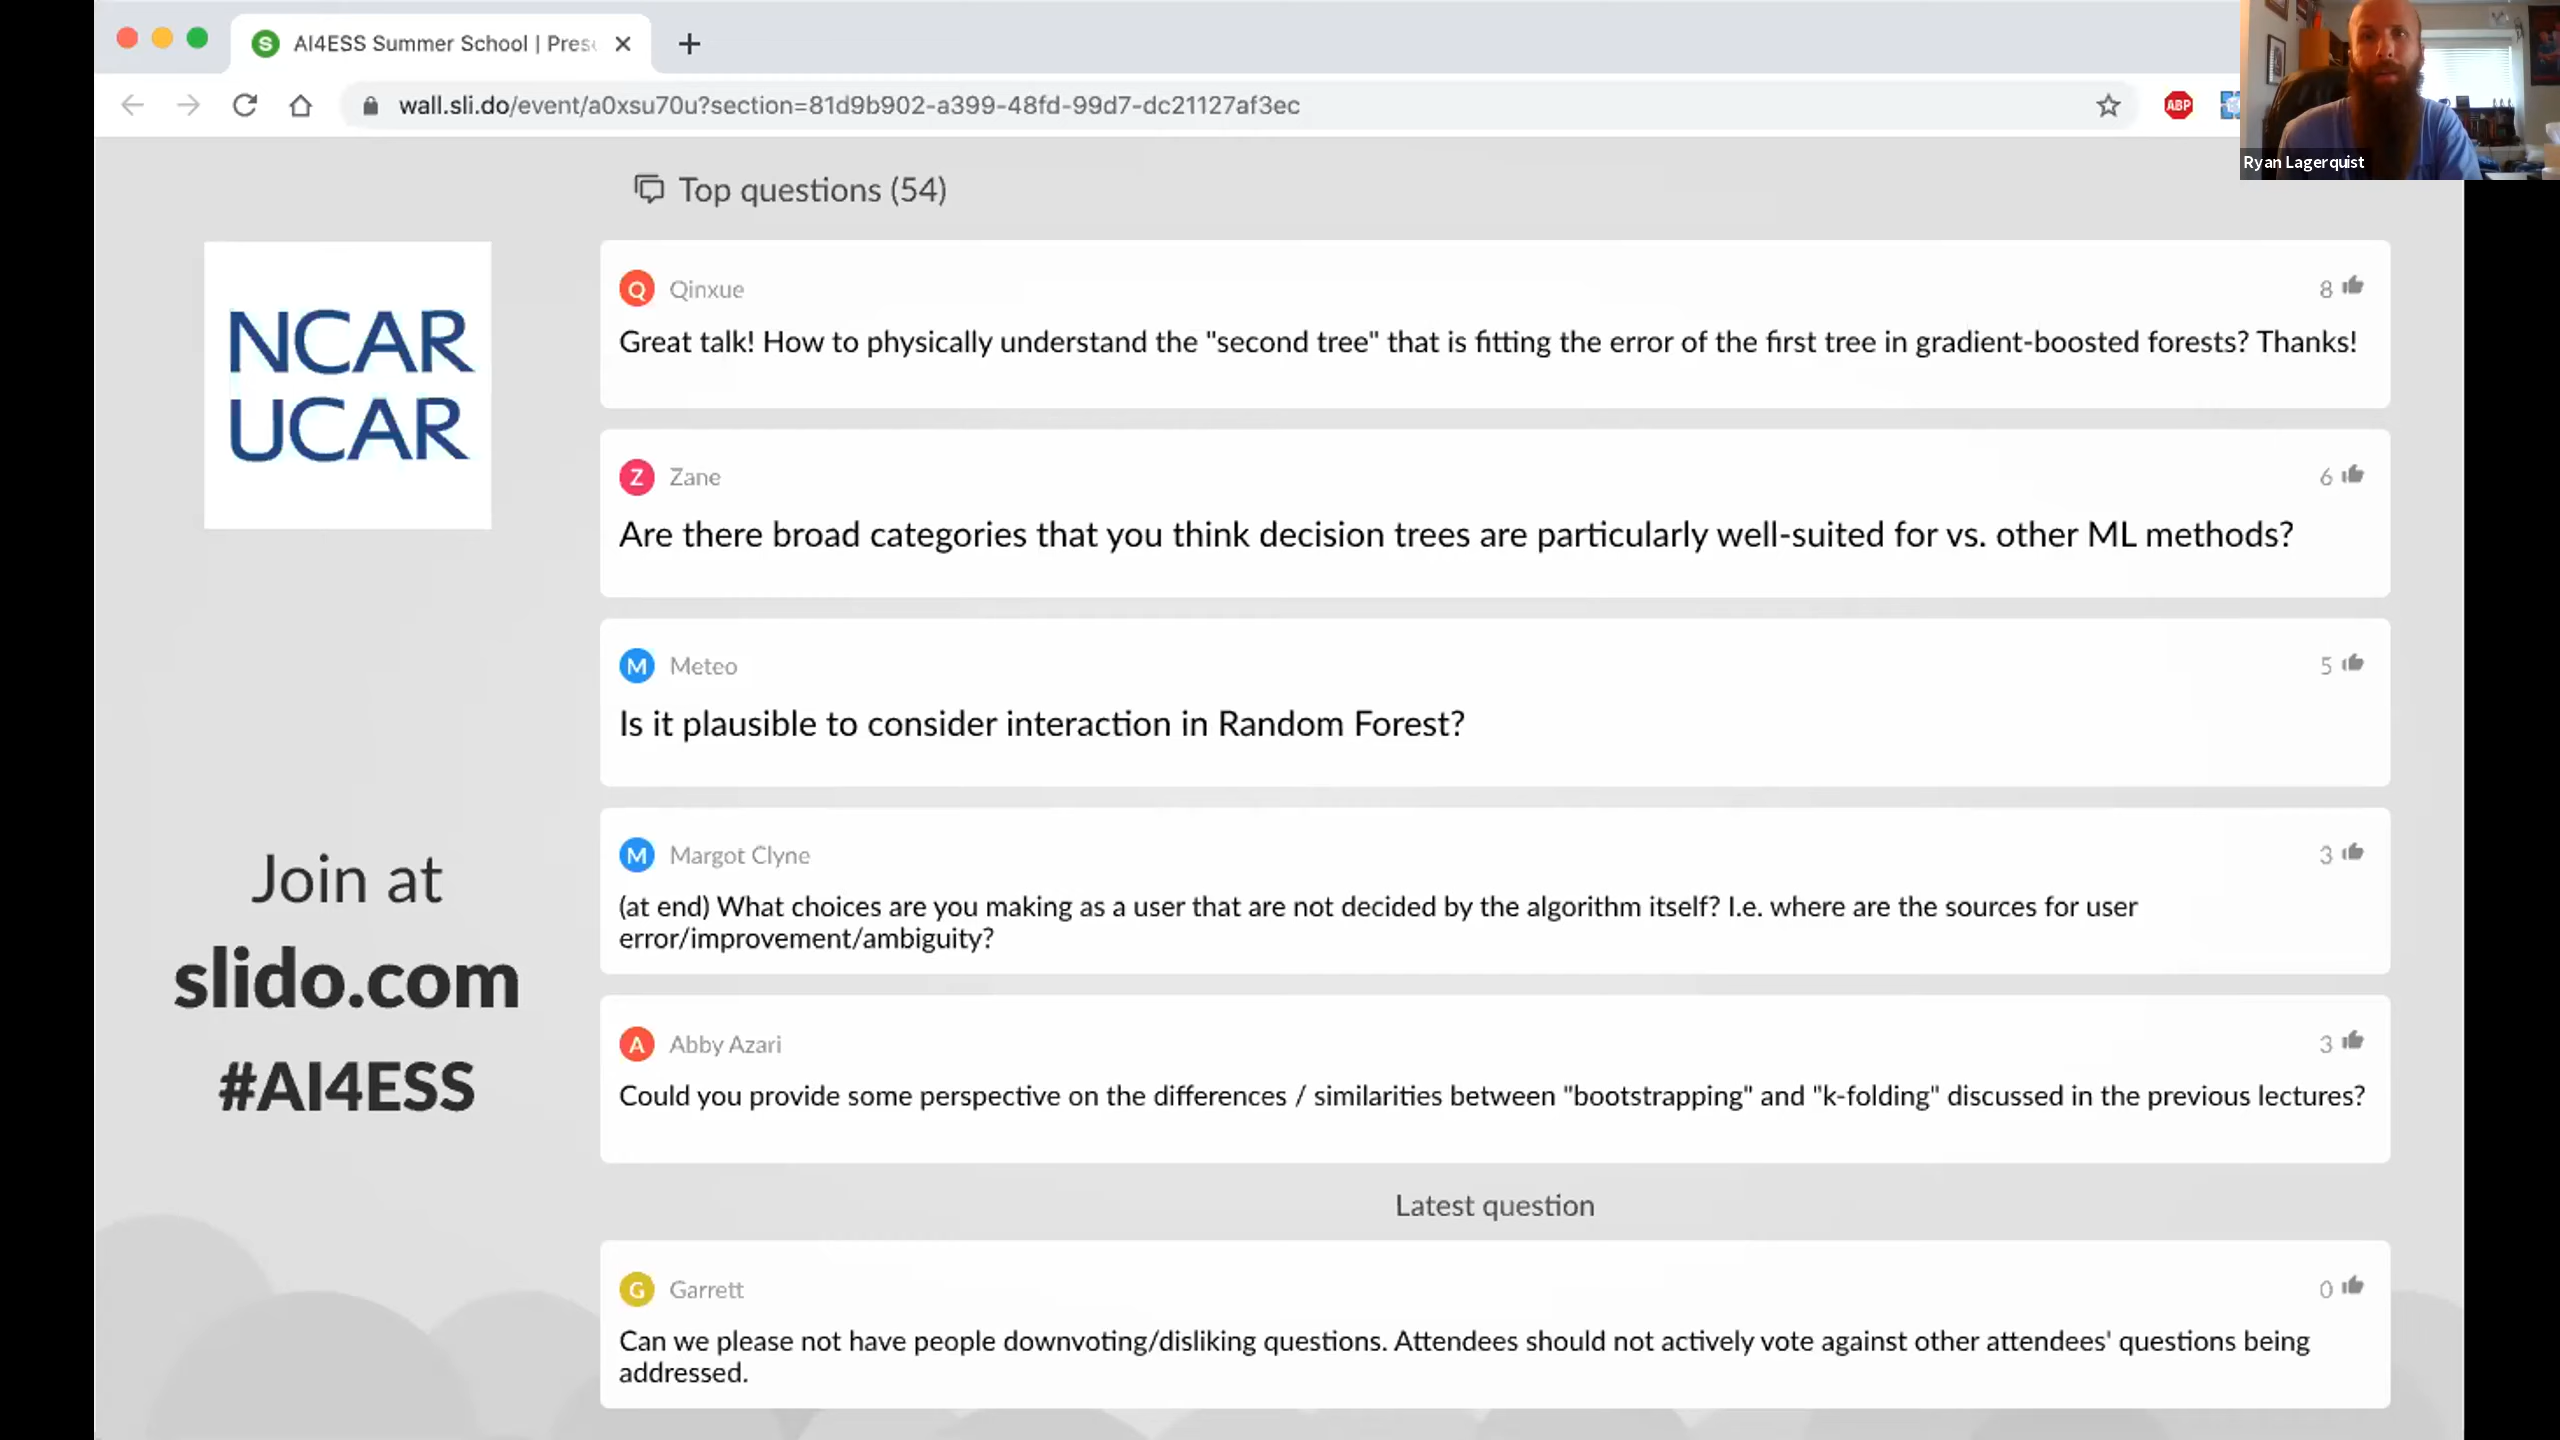 AI4ESS Summer School | Pres
wall.sli.do/event/a0xsu70u?section=81d9b902-a399-48fd-99d7-dc21127af3ec
ABP
Ryan Lagerquist
Top questions (54)
NCAR
UCAR
Join at
slido.com
#AI4ESS
Q Qinxue 8
Great talk! How to physically understand the "second tree" that is fitting the error of the first tree in gradient-boosted forests? Thanks!
Z Zane 6
Are there broad categories that you think decision trees are particularly well-suited for vs. other ML methods?
M Meteo 5
Is it plausible to consider interaction in Random Forest?
M Margot Clyne 3
(at end) What choices are you making as a user that are not decided by the algorithm itself? I.e. where are the sources for user
error/improvement/ambiguity?
A Abby Azari 3
Could you provide some perspective on the differences / similarities between "bootstrapping" and "k-folding" discussed in the previous lectures?
Latest question
G Garrett 0
Can we please not have people downvoting/disliking questions. Attendees should not actively vote against other attendees' questions being
addressed.